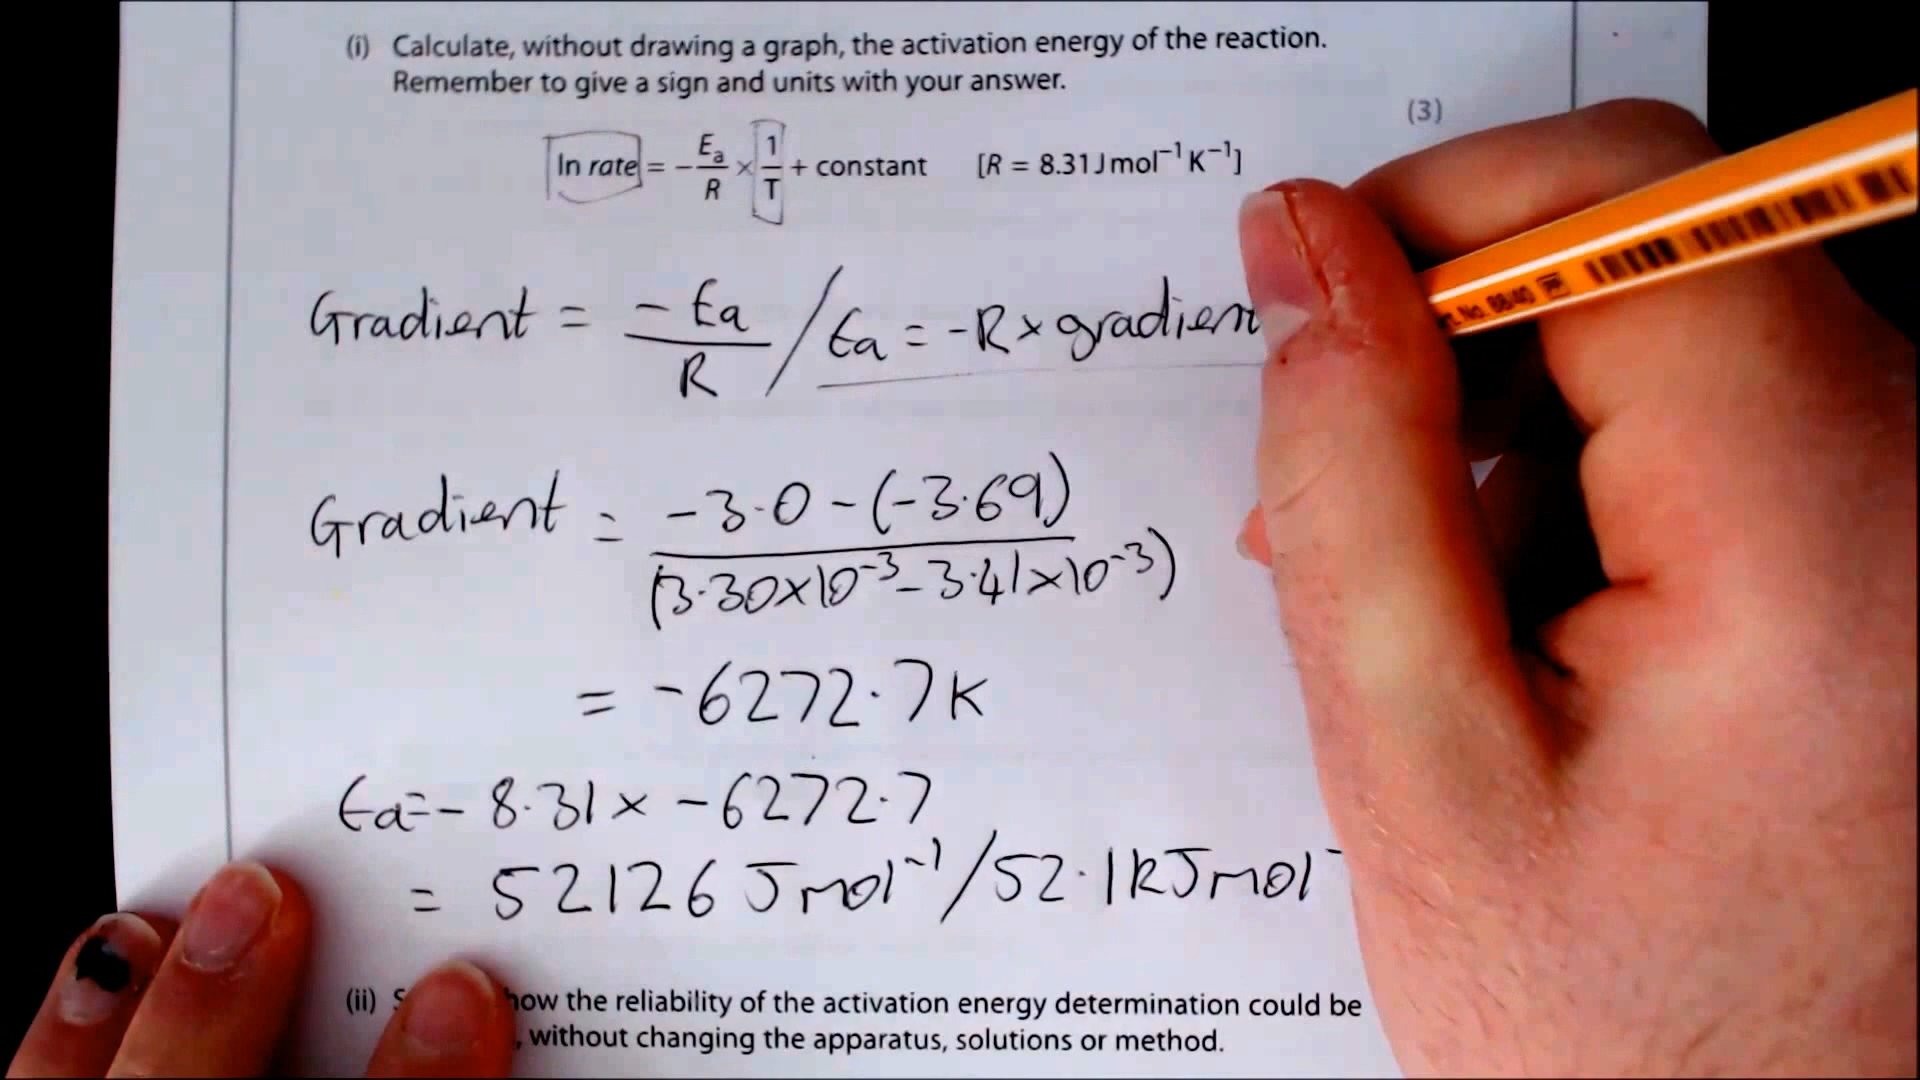 (i) Calculate, without drawing a graph, the activation energy of the reaction.
Remember to give a sign and units with your answer.
(3)
ln rate = −Eₐ/R × 1/T + constant [R = 8.31 J mol⁻¹ K⁻¹]
Gradient = −Ea/R / Ea = −R × gradien
Gradient = −3.0 − (−3.69) / (3.30×10⁻³ − 3.41×10⁻³)
= −6272.7 K
Ea = − 8.31 × −6272.7
= 52126 Jmol⁻¹ / 52.1 kJmol⁻
(ii) how the reliability of the activation energy determination could be
, without changing the apparatus, solutions or method.